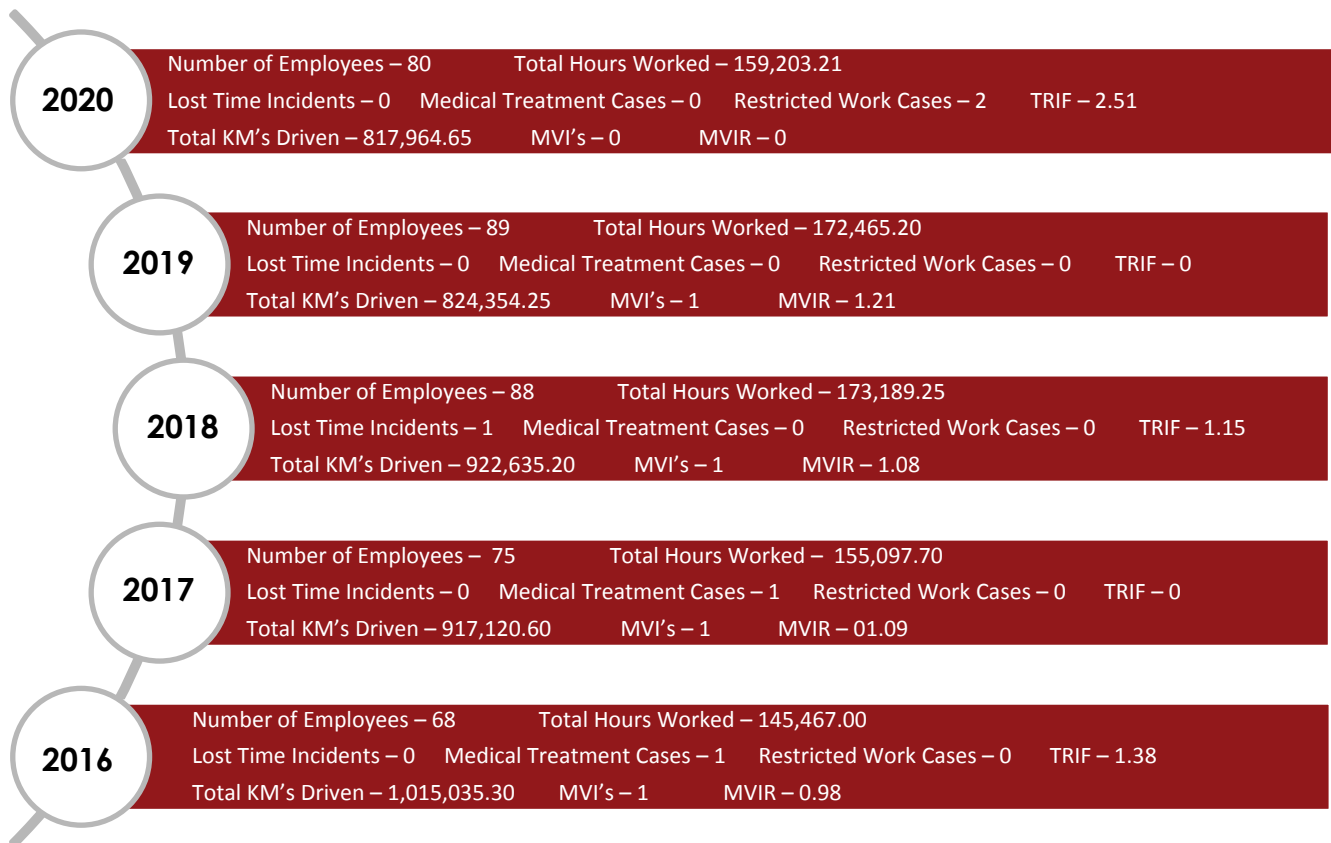 2020
Number of Employees – 80 Total Hours Worked – 159,203.21
Lost Time Incidents – 0 Medical Treatment Cases – 0 Restricted Work Cases – 2 TRIF – 2.51
Total KM's Driven – 817,964.65 MVI's – 0 MVIR – 0
2019
Number of Employees – 89 Total Hours Worked – 172,465.20
Lost Time Incidents – 0 Medical Treatment Cases – 0 Restricted Work Cases – 0 TRIF – 0
Total KM's Driven – 824,354.25 MVI's – 1 MVIR – 1.21
2018
Number of Employees – 88 Total Hours Worked – 173,189.25
Lost Time Incidents – 1 Medical Treatment Cases – 0 Restricted Work Cases – 0 TRIF – 1.15
Total KM's Driven – 922,635.20 MVI's – 1 MVIR – 1.08
2017
Number of Employees – 75 Total Hours Worked – 155,097.70
Lost Time Incidents – 0 Medical Treatment Cases – 1 Restricted Work Cases – 0 TRIF – 0
Total KM's Driven – 917,120.60 MVI's – 1 MVIR – 01.09
2016
Number of Employees – 68 Total Hours Worked – 145,467.00
Lost Time Incidents – 0 Medical Treatment Cases – 1 Restricted Work Cases – 0 TRIF – 1.38
Total KM's Driven – 1,015,035.30 MVI's – 1 MVIR – 0.98